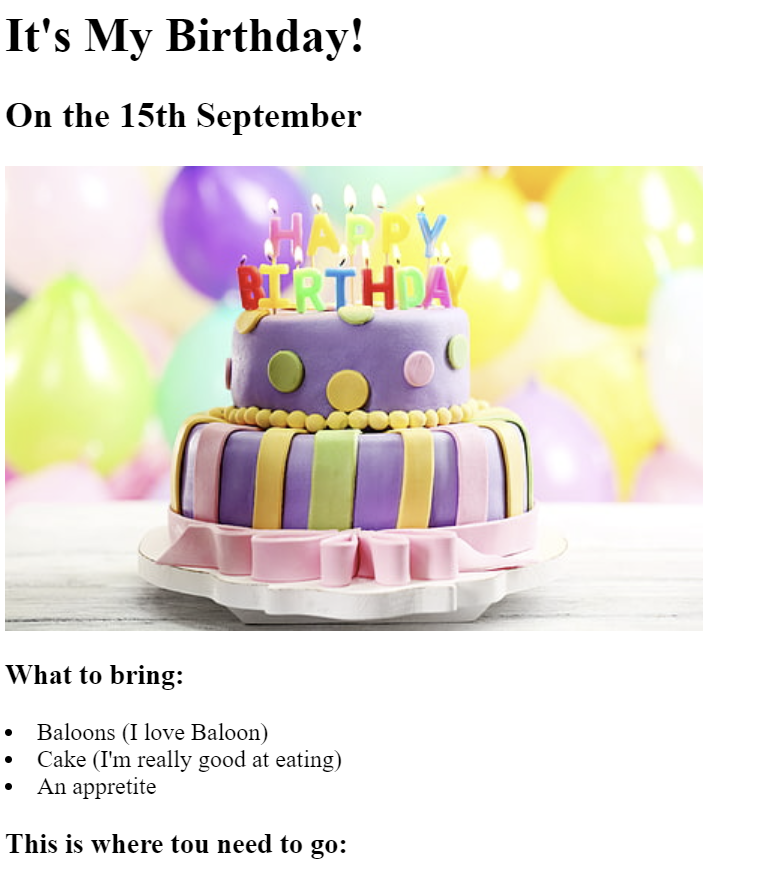 It's My Birthday!
On the 15th September
HAPPY
BIRTHDAY
What to bring:
Baloons (I love Baloon)
Cake (I'm really good at eating)
An appretite
This is where tou need to go: